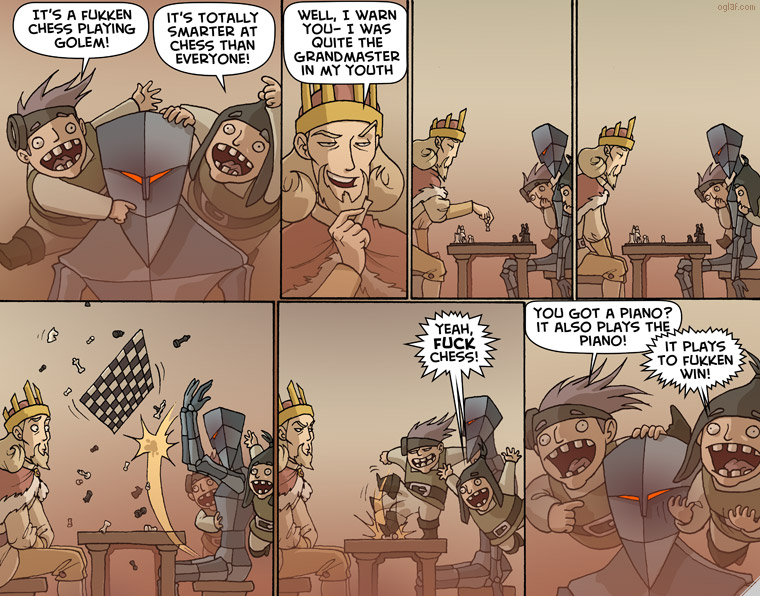 oglaf.com
IT'S A FUKKEN
CHESS PLAYING
GOLEM!
IT'S TOTALLY
SMARTER AT
CHESS THAN
EVERYONE!
WELL, I WARN
YOU- I WAS
QUITE THE
GRANDMASTER
IN MY YOUTH
YEAH,
FUCK
CHESS!
YOU GOT A PIANO?
IT ALSO PLAYS THE
PIANO!
IT PLAYS
TO FUKKEN
WIN!